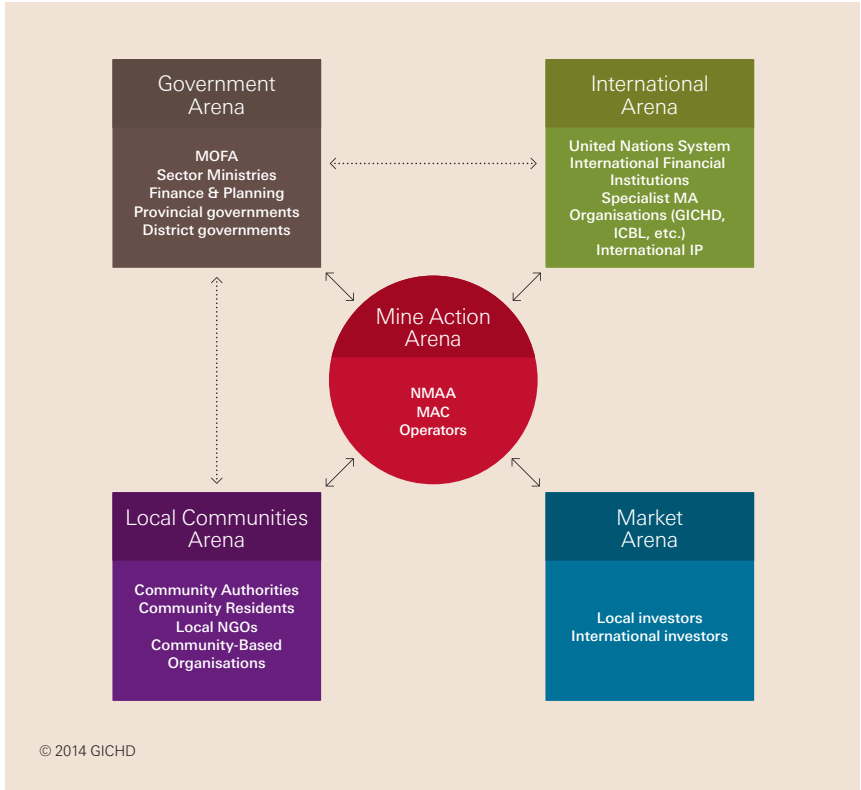 Government
Arena
MOFA
Sector Ministries
Finance & Planning
Provincial governments
District governments
International
Arena
United Nations System
International Financial
Institutions
Specialist MA
Organisations (GICHD,
ICBL, etc.)
International IP
Mine Action
Arena
NMAA
MAC
Operators
Local Communities
Arena
Community Authorities
Community Residents
Local NGOs
Community-Based
Organisations
Market
Arena
Local investors
International investors
© 2014 GICHD